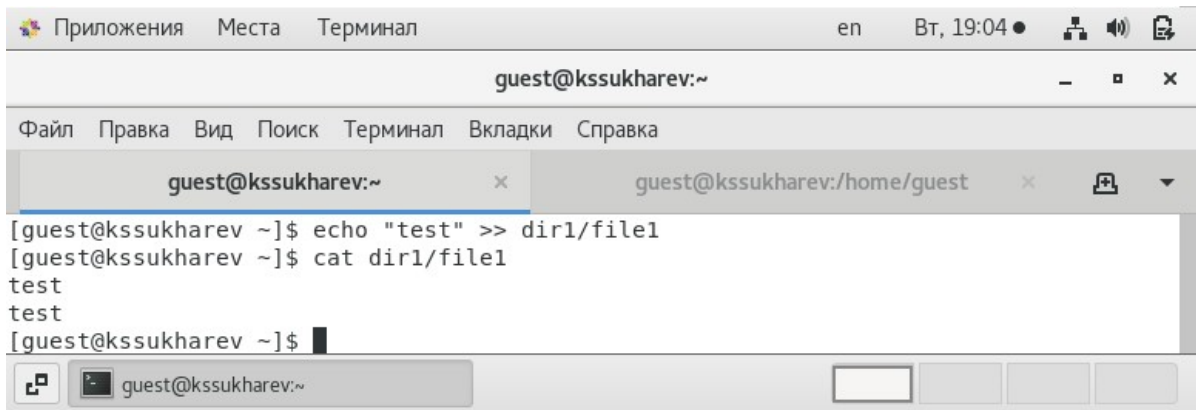 Приложения Места Терминал en Вт, 19:04
guest@kssukharev:~
Файл Правка Вид Поиск Терминал Вкладки Справка
guest@kssukharev:~ guest@kssukharev:/home/guest
[guest@kssukharev ~]$ echo "test" >> dir1/file1
[guest@kssukharev ~]$ cat dir1/file1
test
test
[guest@kssukharev ~]$
guest@kssukharev:~